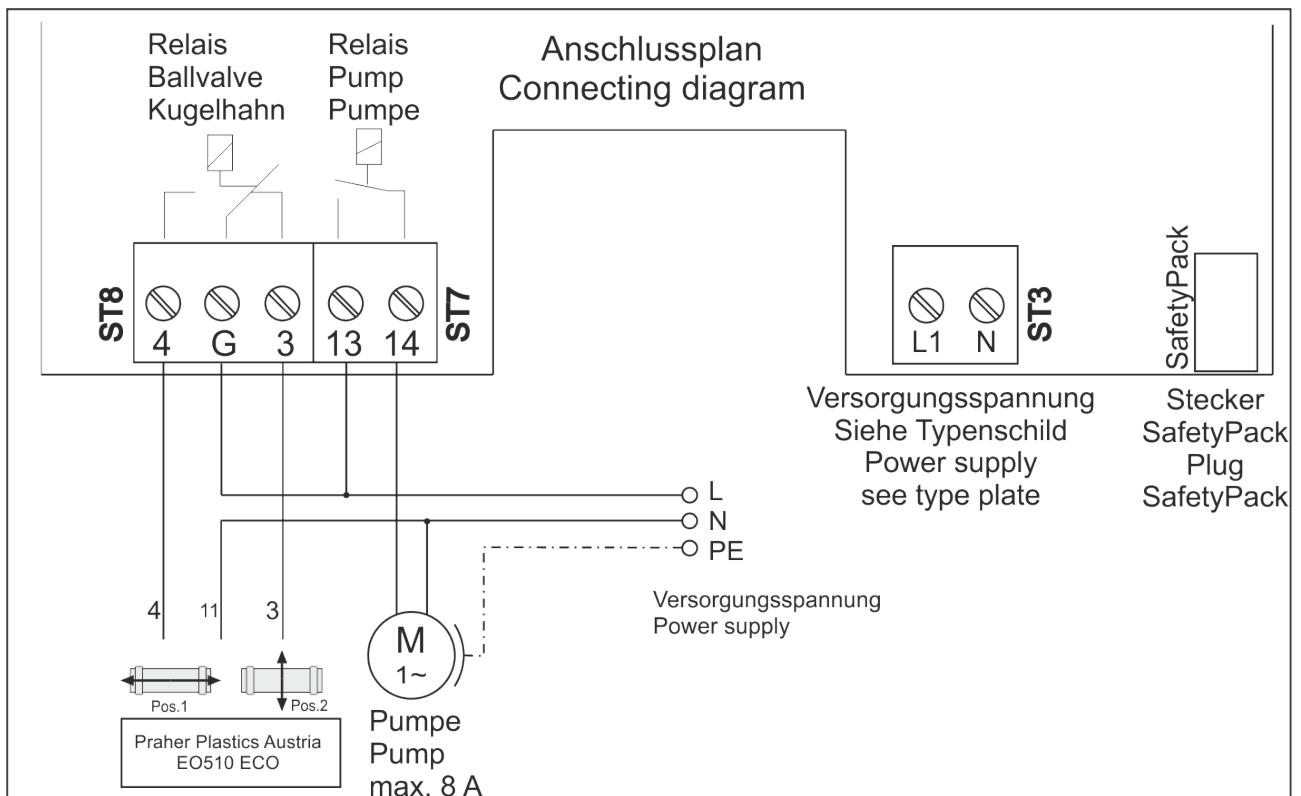 Anschlussplan
Connecting diagram
Relais
Ballvalve
Kugelhahn
Relais
Pump
Pumpe
ST8
4
G
3
13
14
ST7
L1
N
ST3
SafetyPack
Versorgungsspannung
Siehe Typenschild
Power supply
see type plate
Stecker
SafetyPack
Plug
SafetyPack
L
N
PE
Versorgungsspannung
Power supply
4
11
3
Pos.1
Pos.2
Praher Plastics Austria
EO510 ECO
M
1~
Pumpe
Pump
max. 8 A